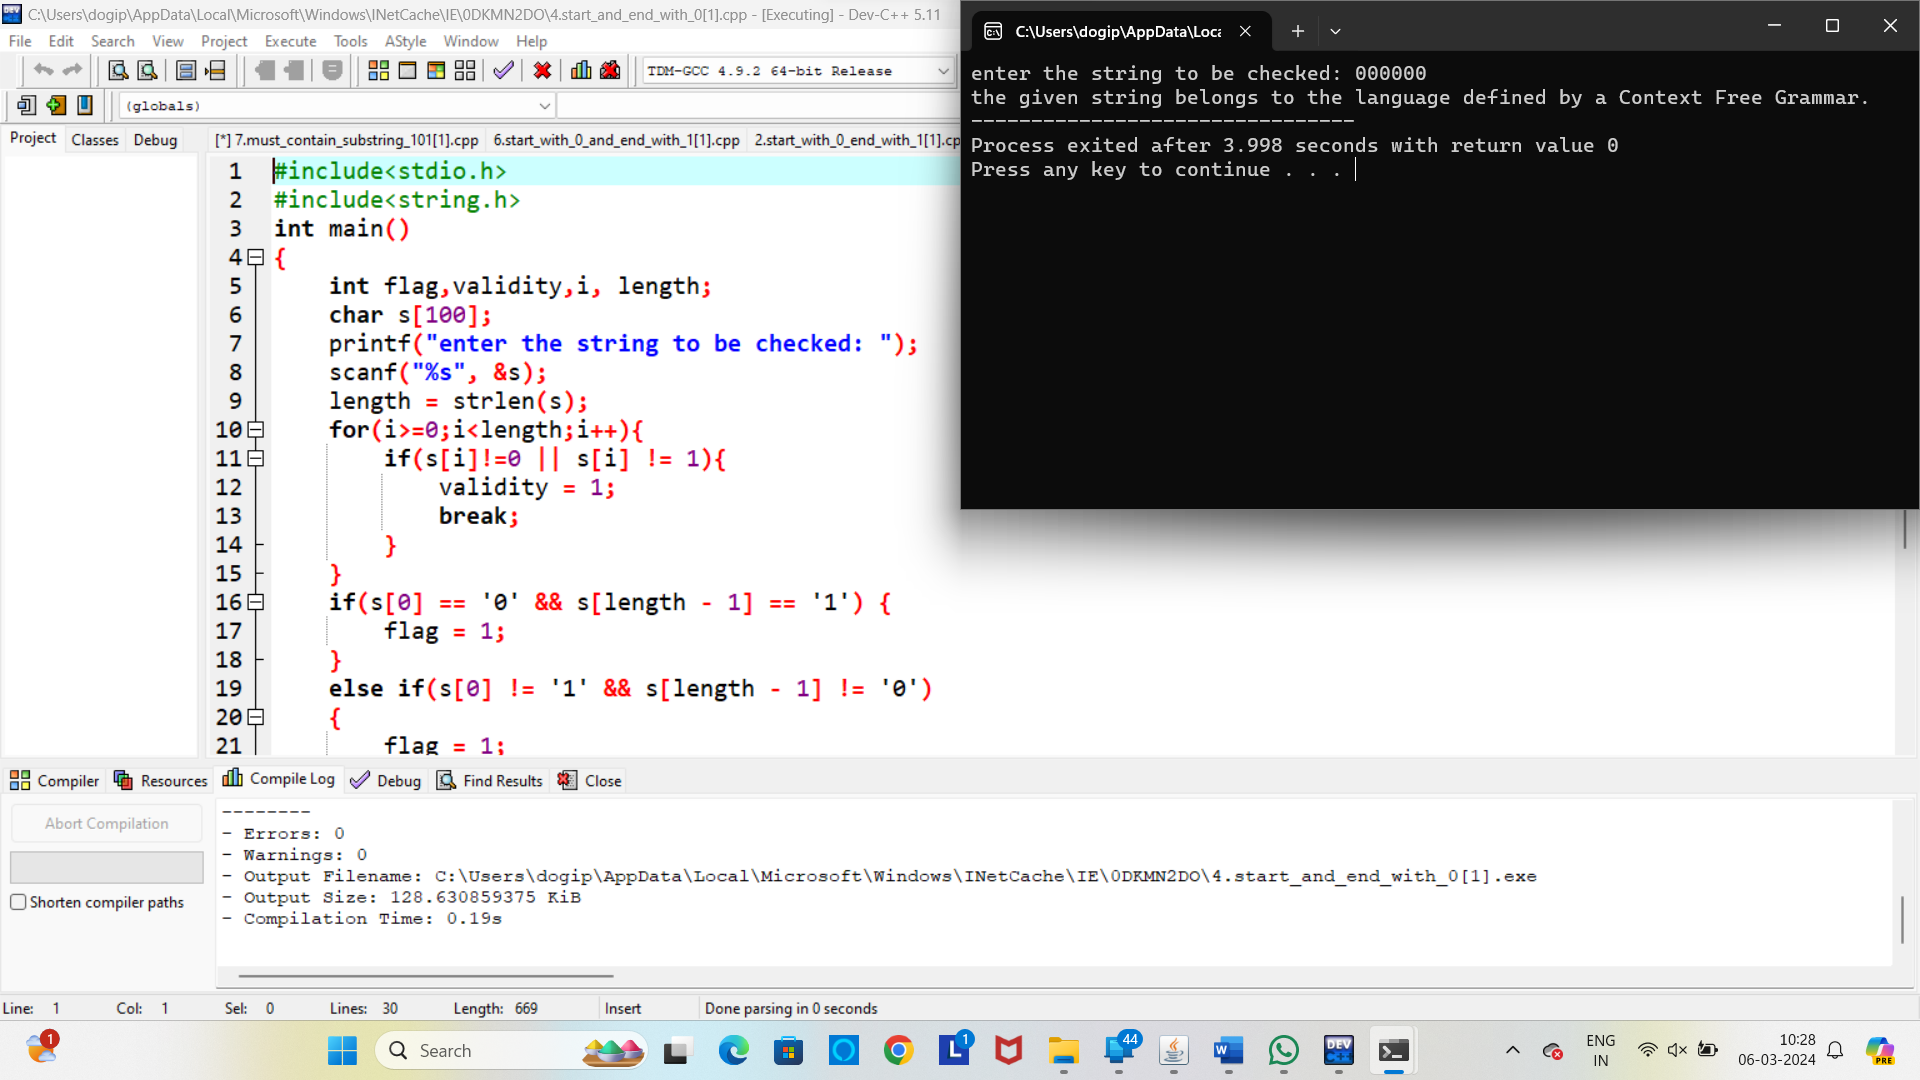 C:\Users\dogip\AppData\Local\Microsoft\Windows\INetCache\IE\0DKMN2DO\4.start_and_end_with_0[1].cpp - [Executing] - Dev-C++ 5.11
File Edit Search View Project Execute Tools AStyle Window Help
TDM-GCC 4.9.2 64-bit Release
(globals)
Project Classes Debug
[*] 7.must_contain_substring_101[1].cpp 6.start_with_0_and_end_with_1[1].cpp 2.start_with_0_end_with_1[1].cp
1 #include<stdio.h>
2 #include<string.h>
3 int main()
4 {
5 int flag,validity,i, length;
6 char s[100];
7 printf("enter the string to be checked: ");
8 scanf("%s", &s);
9 length = strlen(s);
10 for(i>=0;i<length;i++){
11 if(s[i]!=0 || s[i] != 1){
12 validity = 1;
13 break;
14 }
15 }
16 if(s[0] == '0' && s[length - 1] == '1') {
17 flag = 1;
18 }
19 else if(s[0] != '1' && s[length - 1] != '0')
20 {
21 flag = 1;
C:\Users\dogip\AppData\Loca
enter the string to be checked: 000000
the given string belongs to the language defined by a Context Free Grammar.
--------------------------------
Process exited after 3.998 seconds with return value 0
Press any key to continue . . .
Compiler Resources Compile Log Debug Find Results Close
Abort Compilation
Shorten compiler paths
--------
- Errors: 0
- Warnings: 0
- Output Filename: C:\Users\dogip\AppData\Local\Microsoft\Windows\INetCache\IE\0DKMN2DO\4.start_and_end_with_0[1].exe
- Output Size: 128.630859375 KiB
- Compilation Time: 0.19s
Line: 1 Col: 1 Sel: 0 Lines: 30 Length: 669 Insert Done parsing in 0 seconds
1
Search
L 1
44
W
DEV C++
ENG
IN
10:28
06-03-2024
PRE